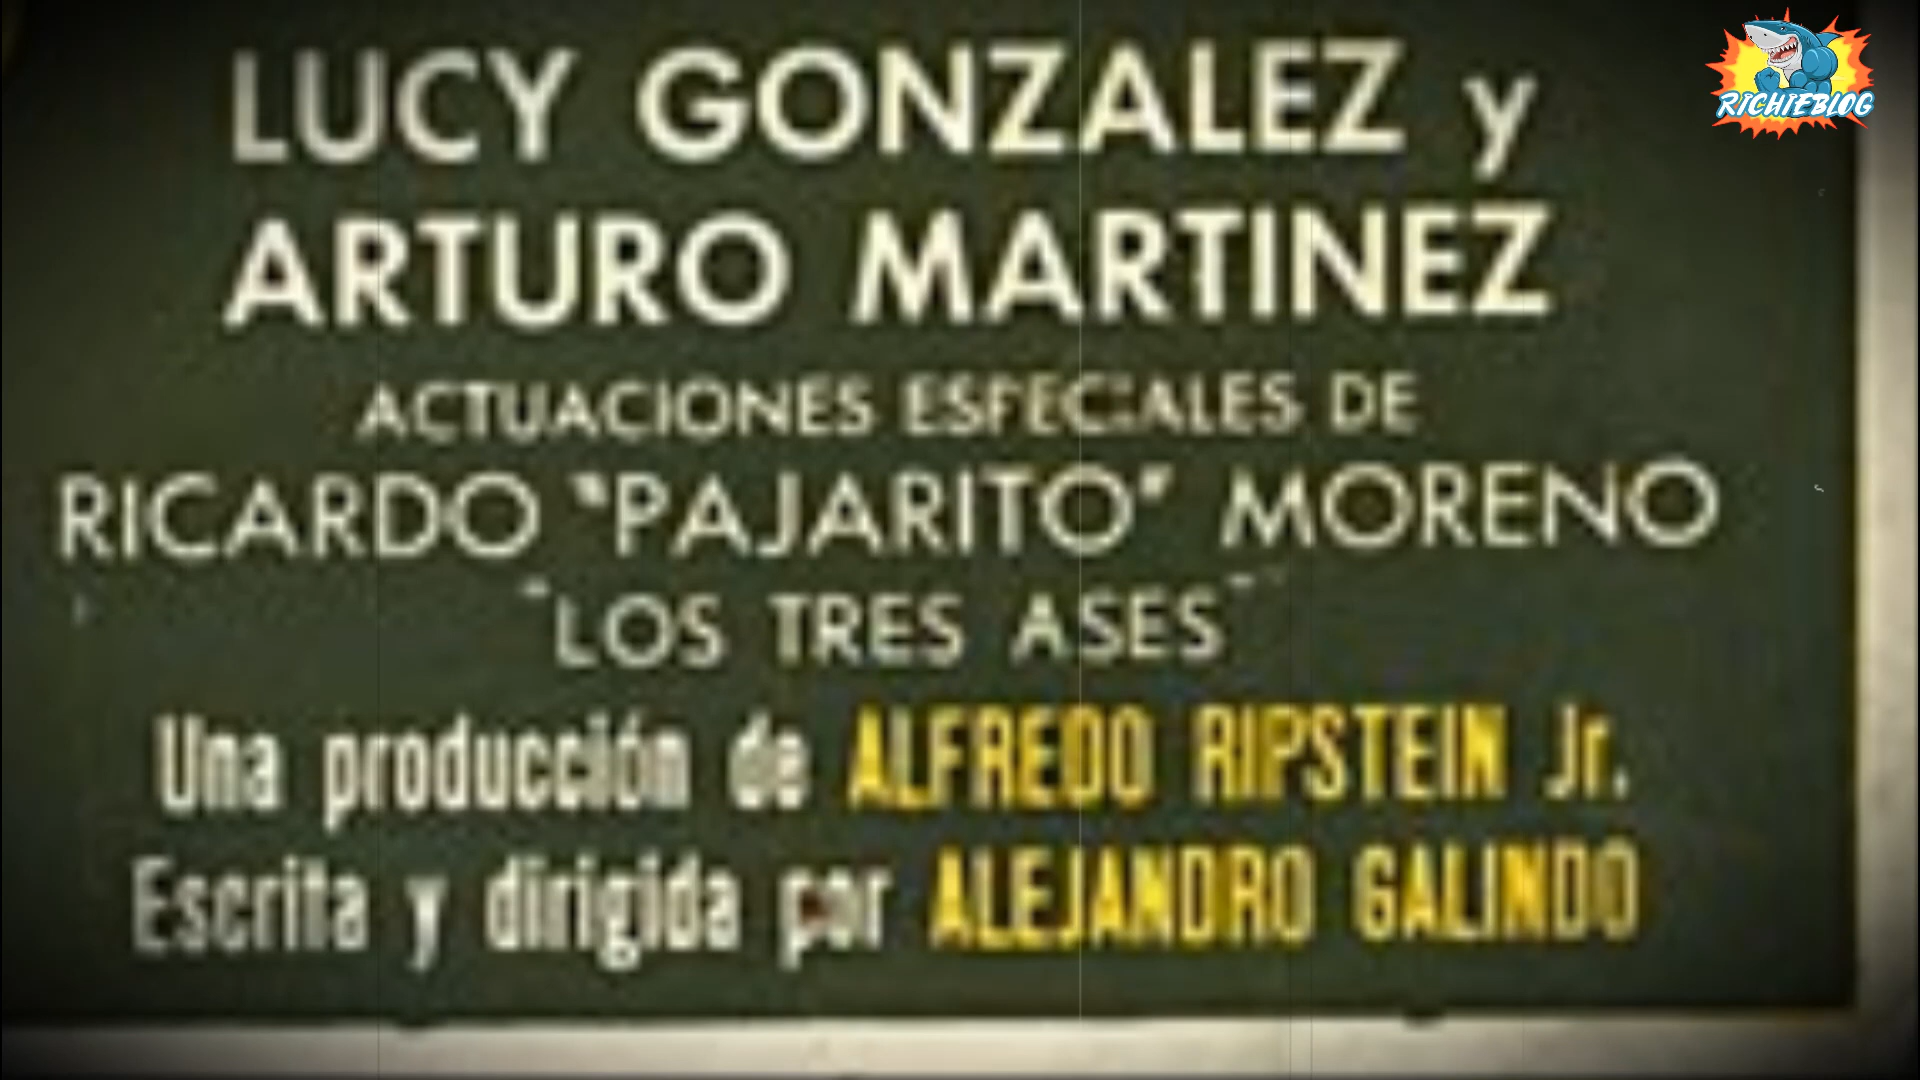 LUCY GONZALEZ y
ARTURO MARTINEZ
ACTUACIONES ESPECIALES DE
RICARDO "PAJARITO" MORENO
"LOS TRES ASES"
Una producción de ALFREDO RIPSTEIN Jr.
Escrita y dirigida por ALEJANDRO GALINDO
RICHIEBLOG